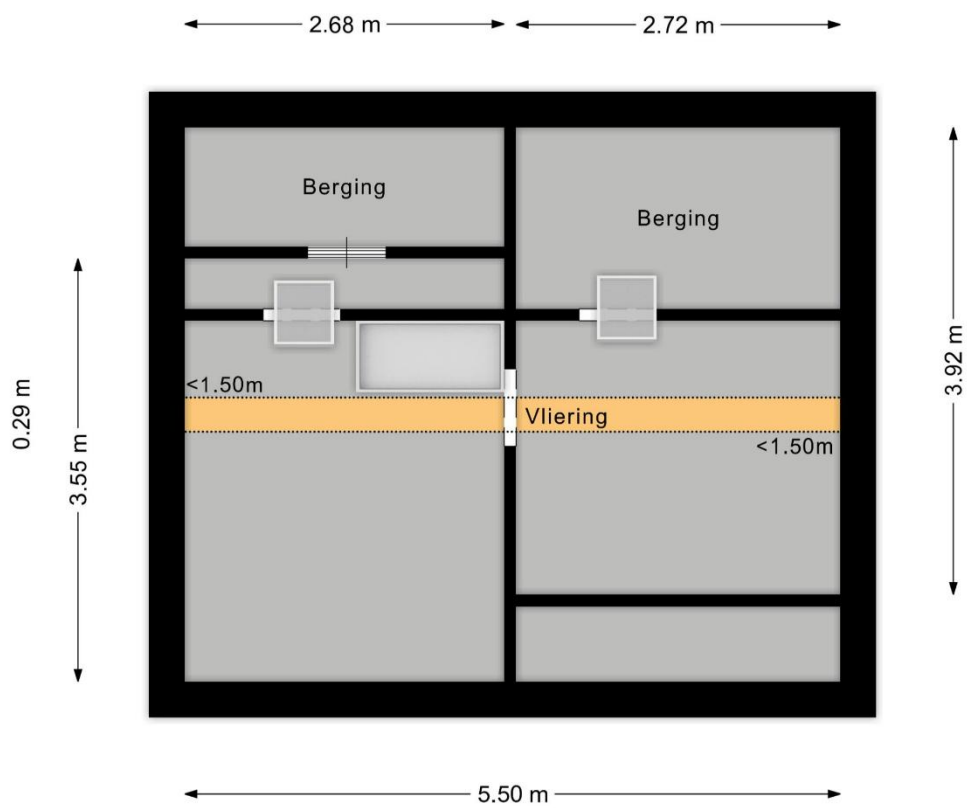 2.68 m
2.72 m
Berging
Berging
<1.50m
Vliering
<1.50m
0.29 m
3.55 m
3.92 m
5.50 m